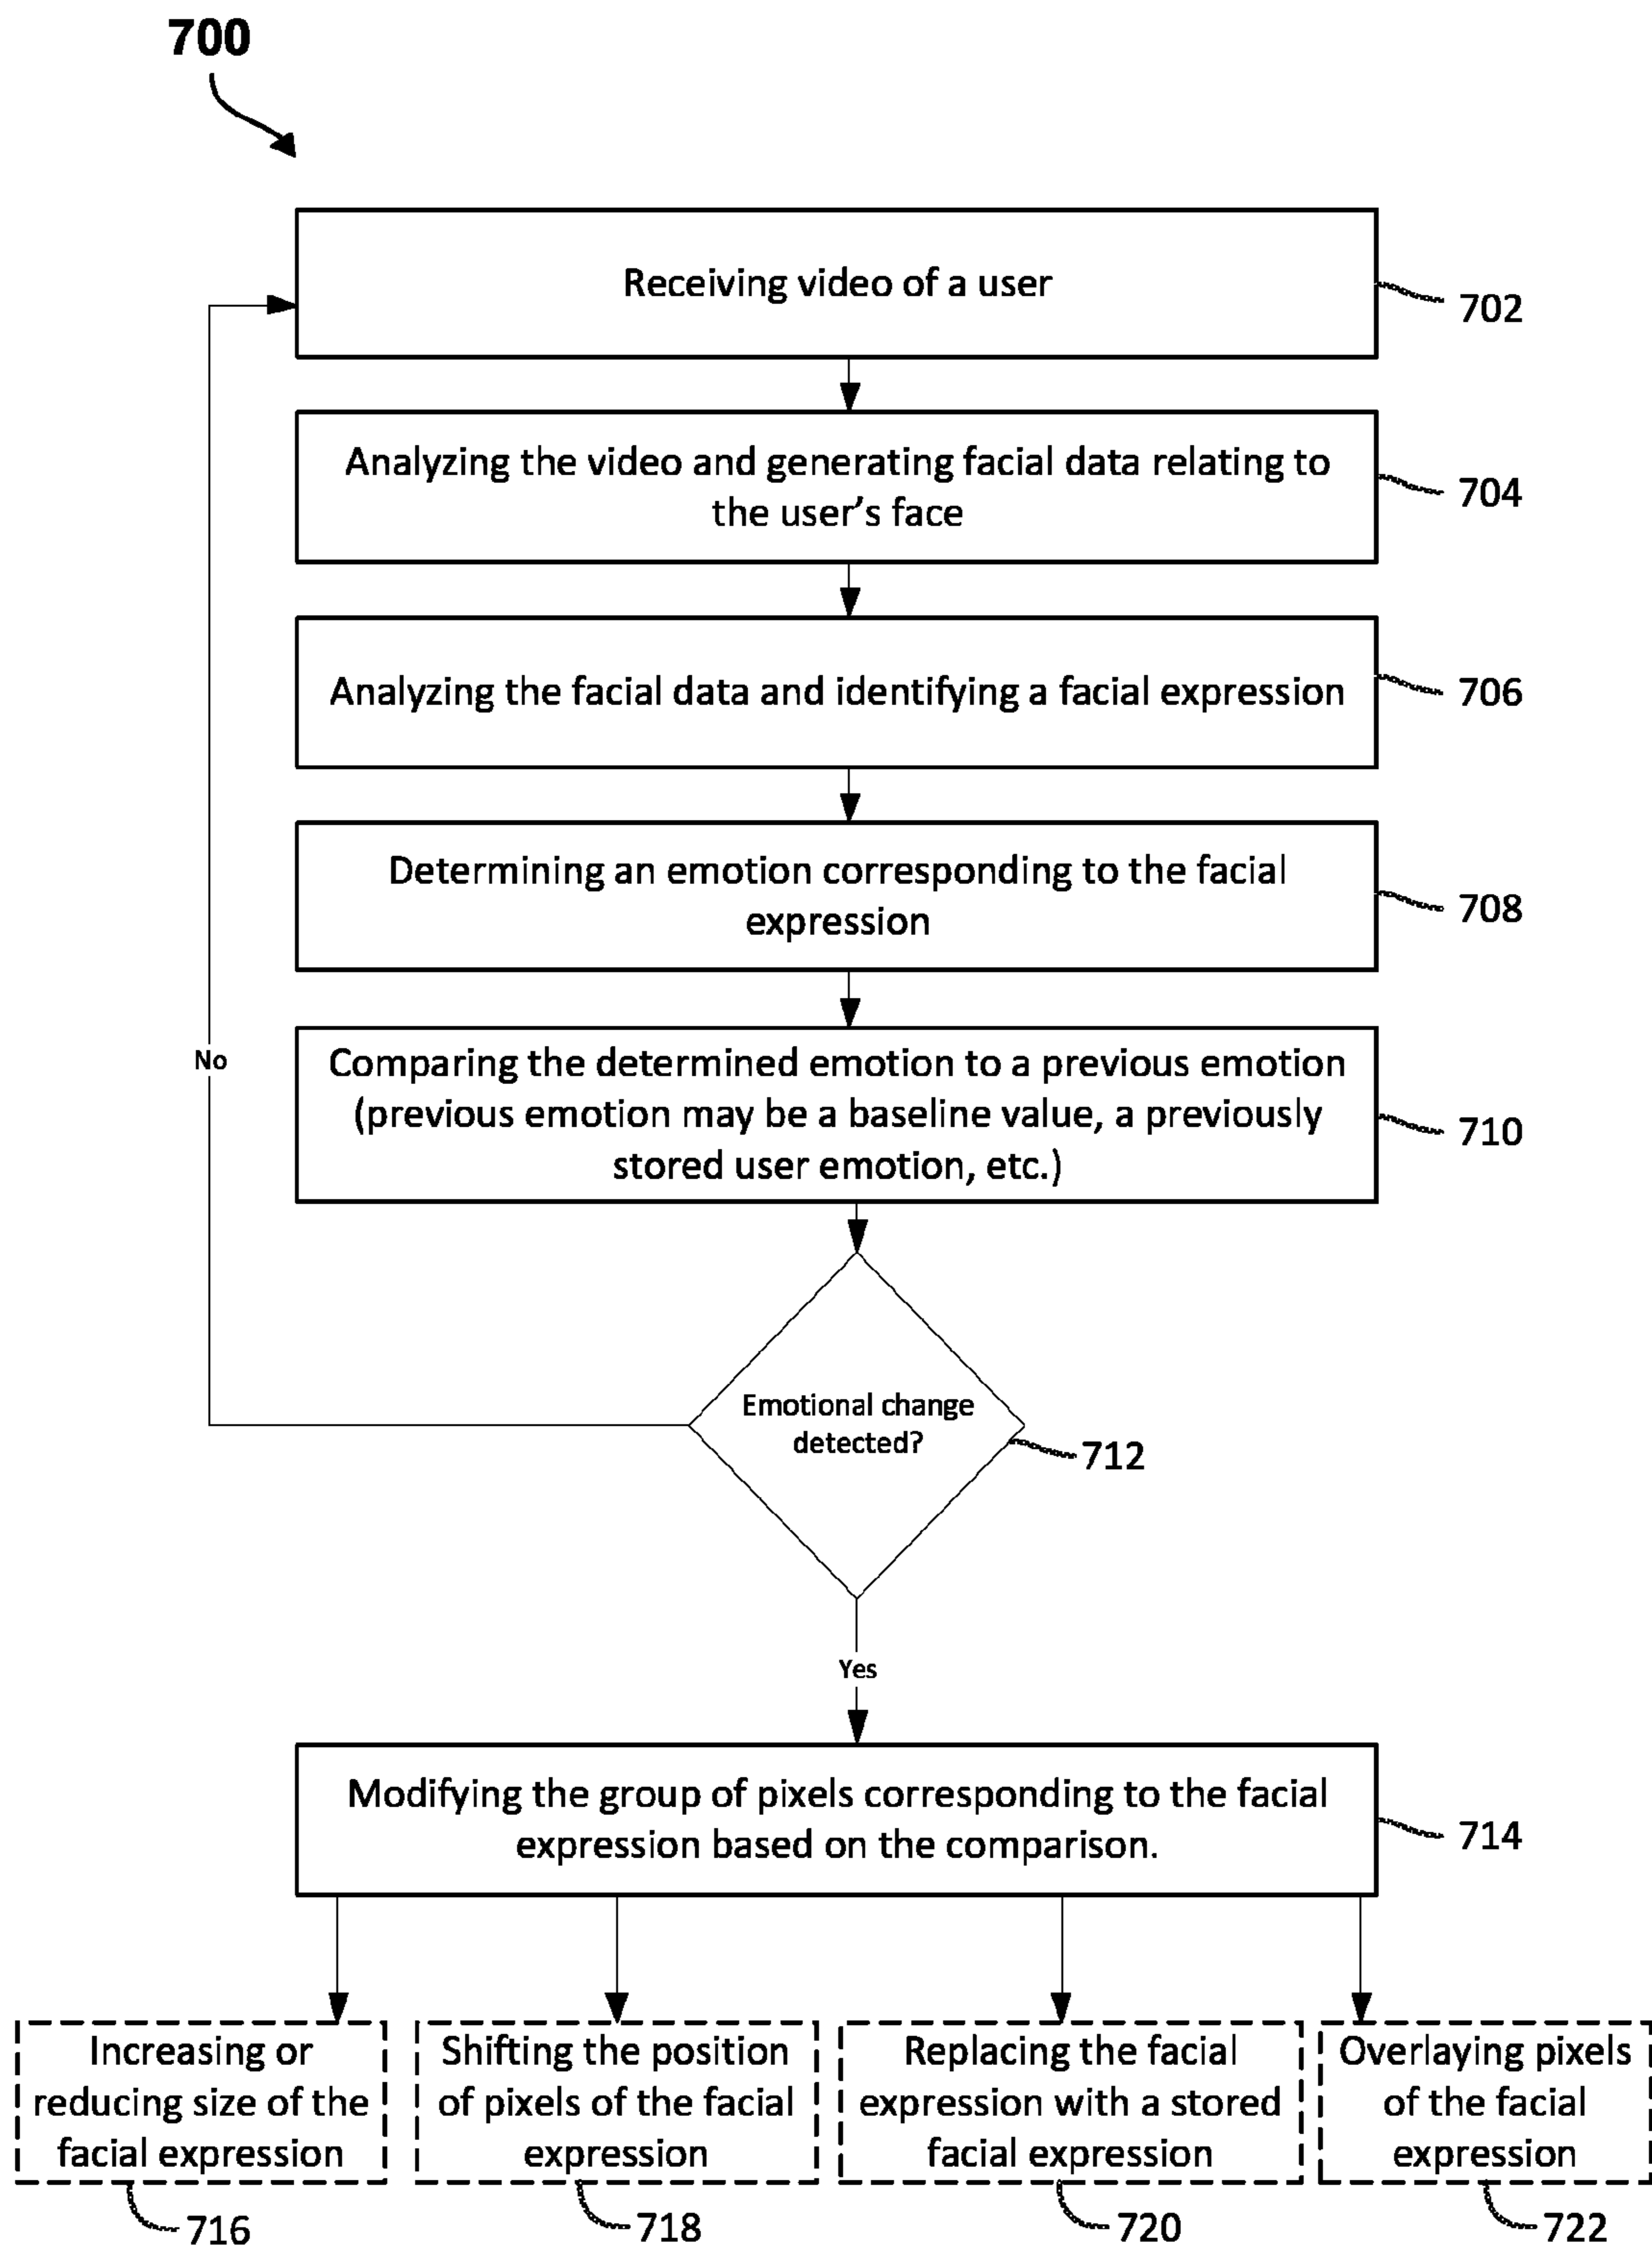 700
Receiving video of a user
702
Analyzing the video and generating facial data relating to
the user's face
704
Analyzing the facial data and identifying a facial expression
706
Determining an emotion corresponding to the facial
expression
708
Comparing the determined emotion to a previous emotion
(previous emotion may be a baseline value, a previously
stored user emotion, etc.)
710
No
Emotional change
detected?
712
Yes
Modifying the group of pixels corresponding to the facial
expression based on the comparison.
714
Increasing or
reducing size of the
facial expression
716
Shifting the position
of pixels of the facial
expression
718
Replacing the facial
expression with a stored
facial expression
720
Overlaying pixels
of the facial
expression
722